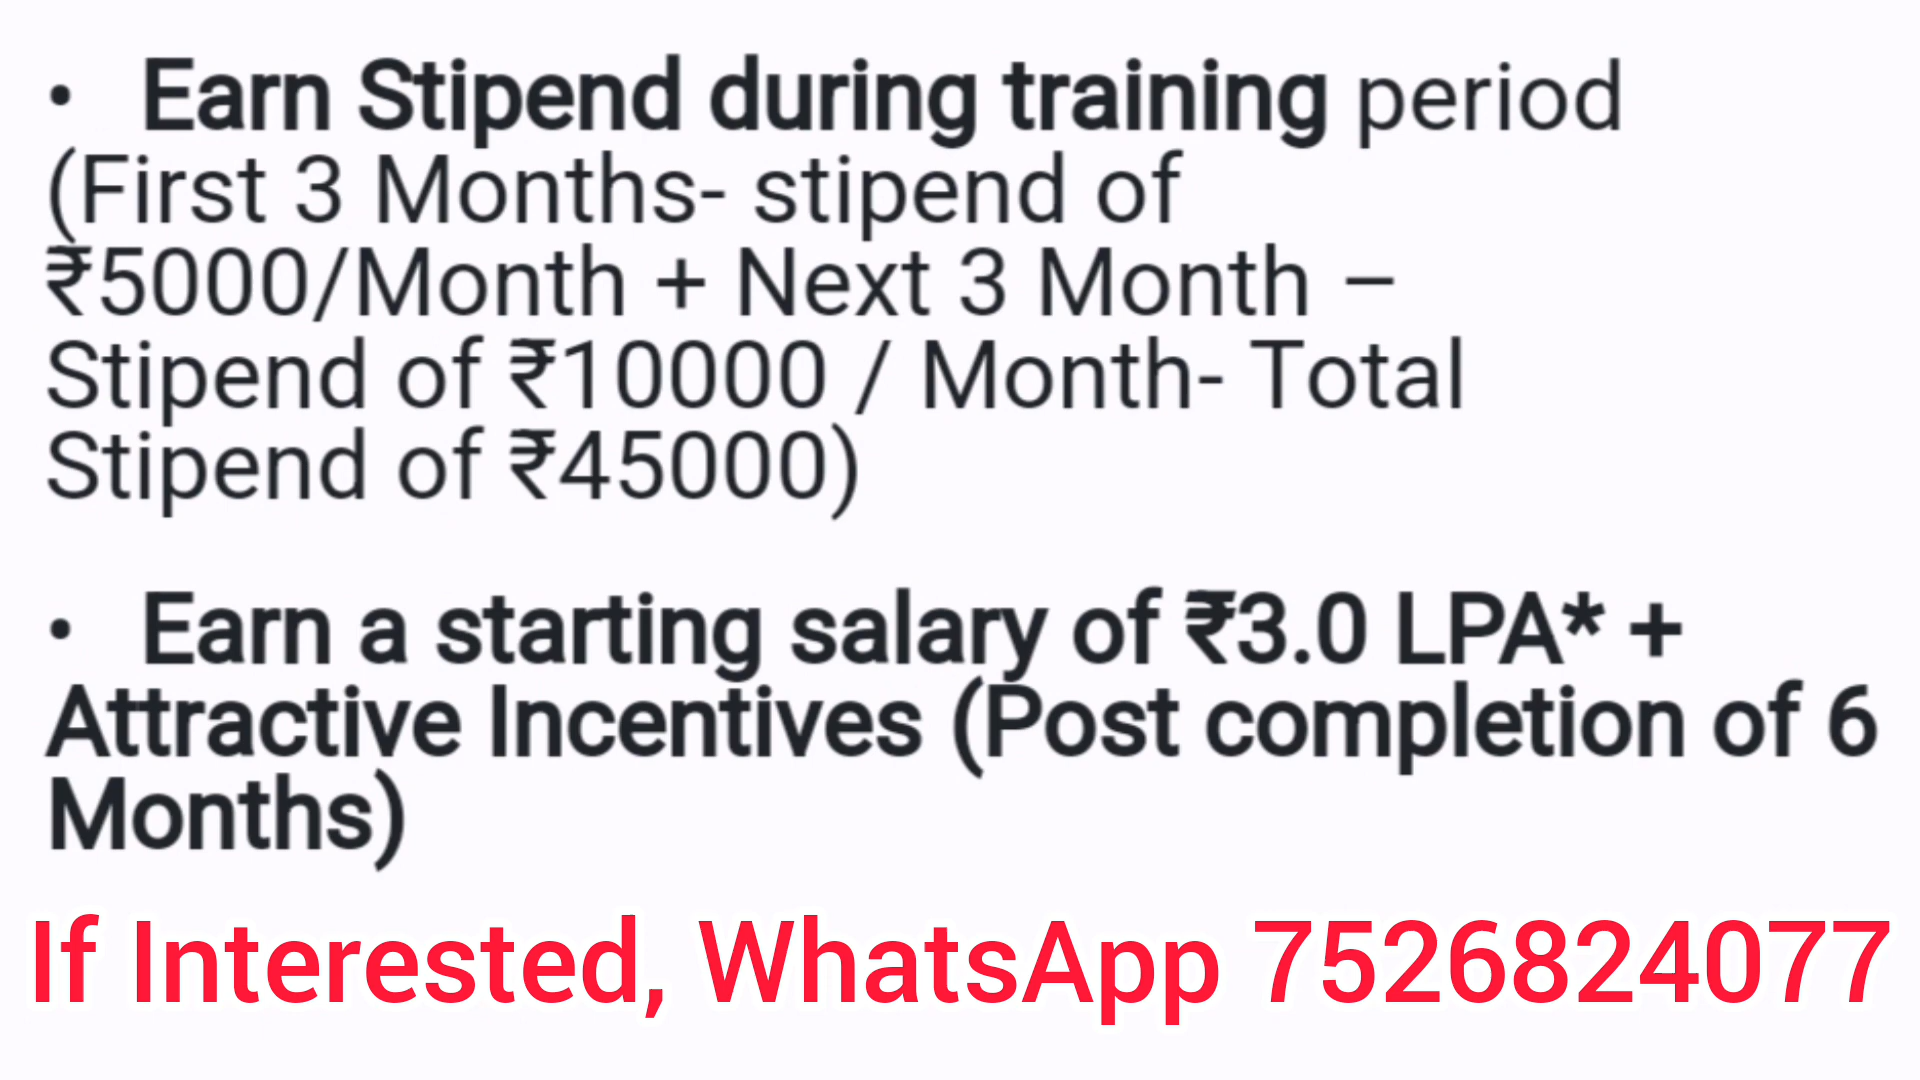 • Earn Stipend during training period
(First 3 Months- stipend of
₹5000/Month + Next 3 Month –
Stipend of ₹10000 / Month- Total
Stipend of ₹45000)
• Earn a starting salary of ₹3.0 LPA* +
Attractive Incentives (Post completion of 6
Months)
If Interested, WhatsApp 7526824077